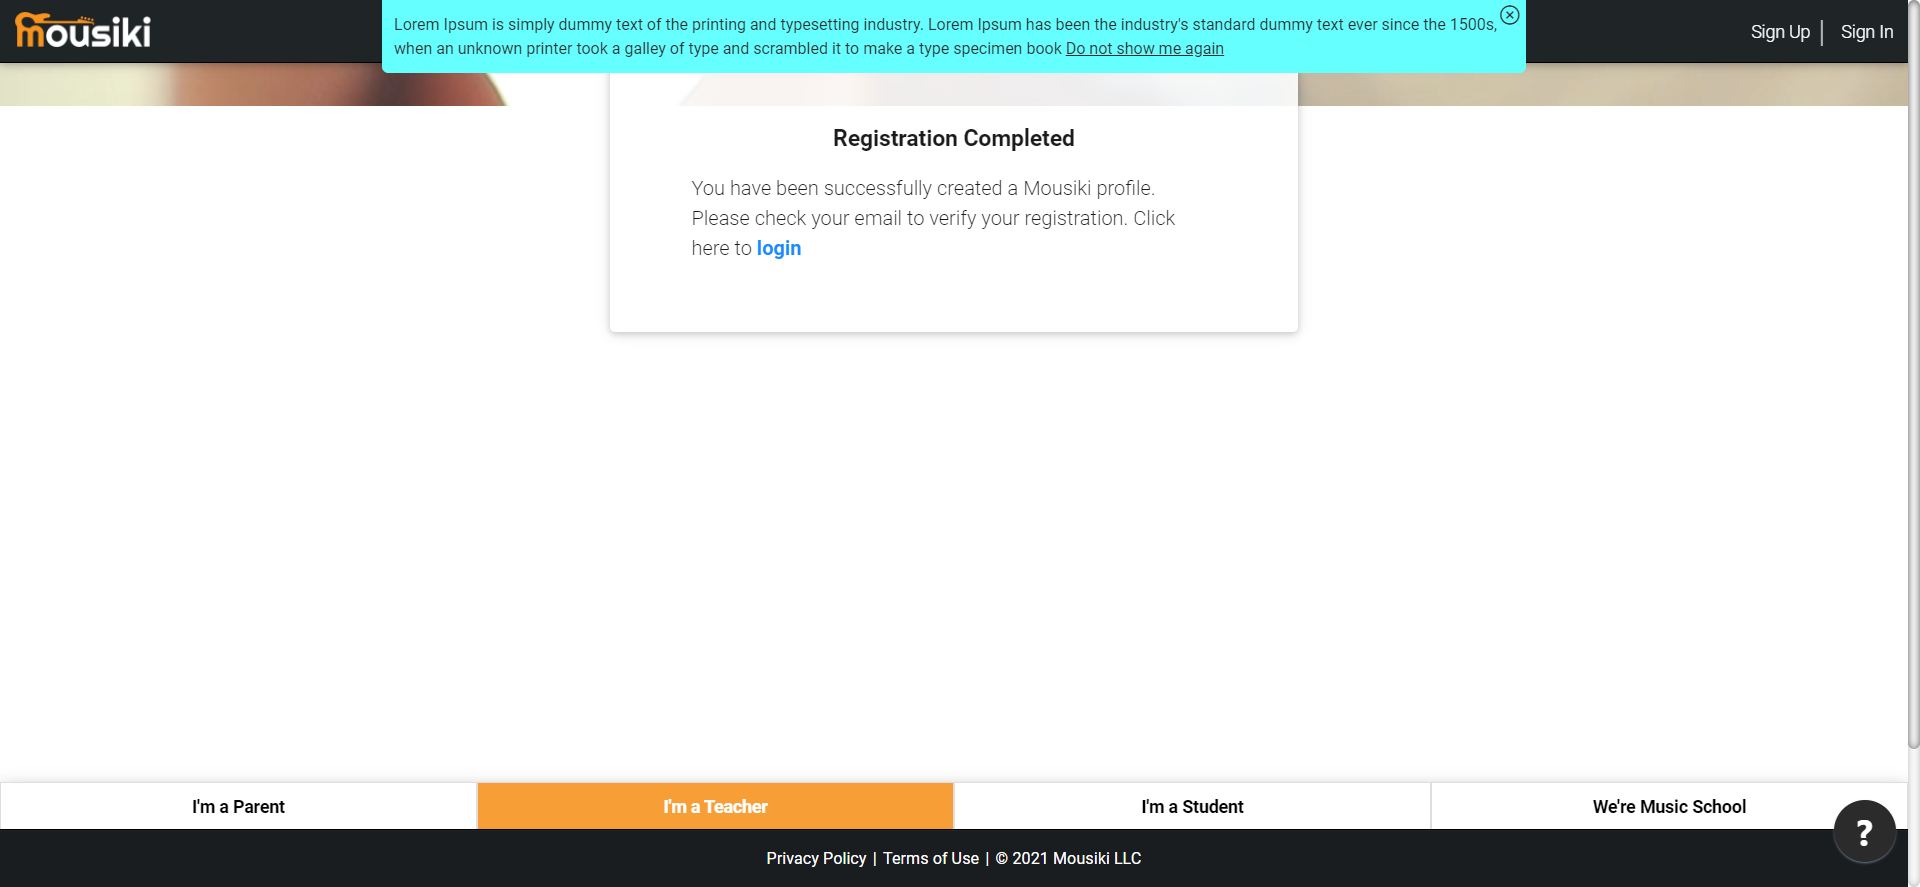 mousiki
Lorem Ipsum is simply dummy text of the printing and typesetting industry. Lorem Ipsum has been the industry's standard dummy text ever since the 1500s,
when an unknown printer took a galley of type and scrambled it to make a type specimen book Do not show me again
Sign Up | Sign In
Registration Completed
You have been successfully created a Mousiki profile.
Please check your email to verify your registration. Click
here to login
I'm a Parent
I'm a Teacher
I'm a Student
We're Music School
?
Privacy Policy | Terms of Use | © 2021 Mousiki LLC